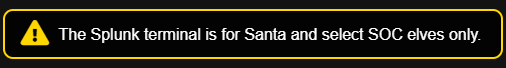 The Splunk terminal is for Santa and select SOC elves only.